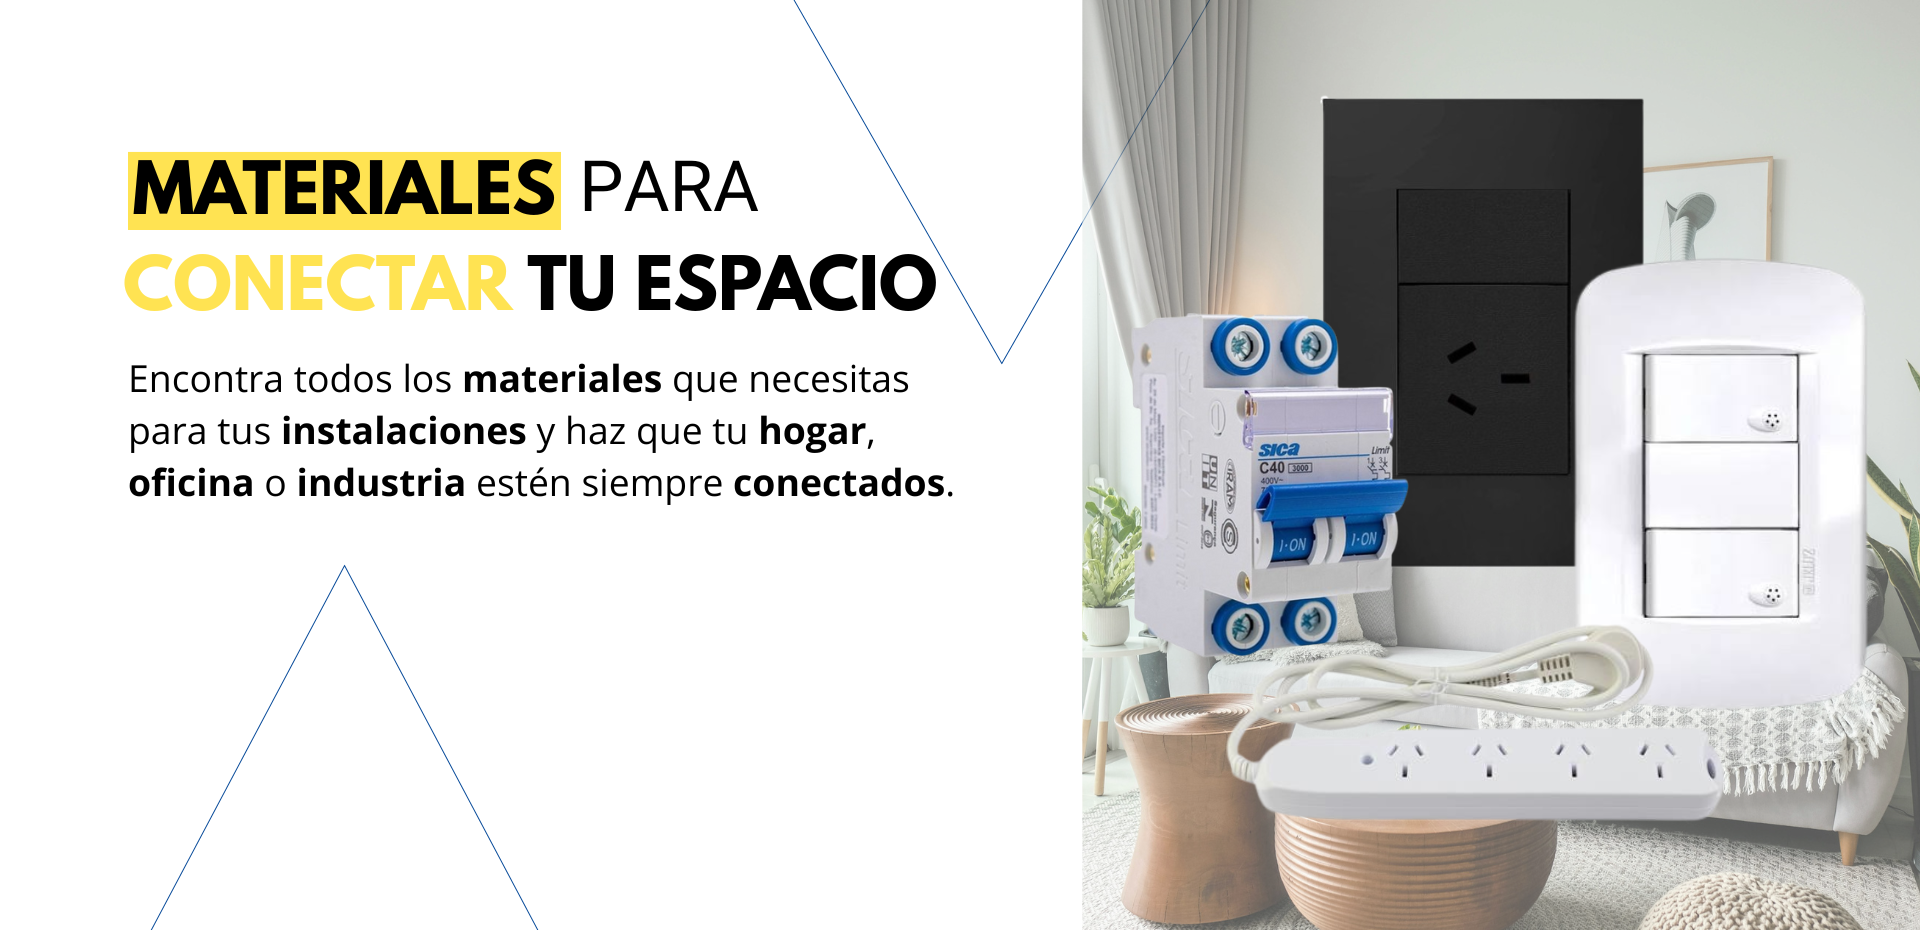 MATERIALES PARA
CONECTAR TU ESPACIO
Encontra todos los materiales que necesitas
para tus instalaciones y haz que tu hogar,
oficina o industria estén siempre conectados.
sica
Limit
C40 3000
400V~
IRAM
I·ON
I·ON